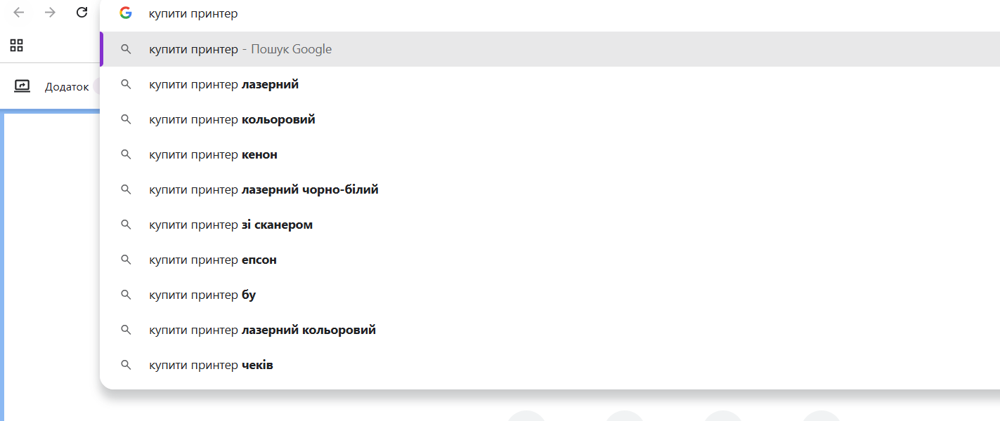 купити принтер
купити принтер - Пошук Google
купити принтер лазерний
Додаток
купити принтер кольоровий
купити принтер кенон
купити принтер лазерний чорно-білий
купити принтер зі сканером
купити принтер епсон
купити принтер бу
купити принтер лазерний кольоровий
купити принтер чеків